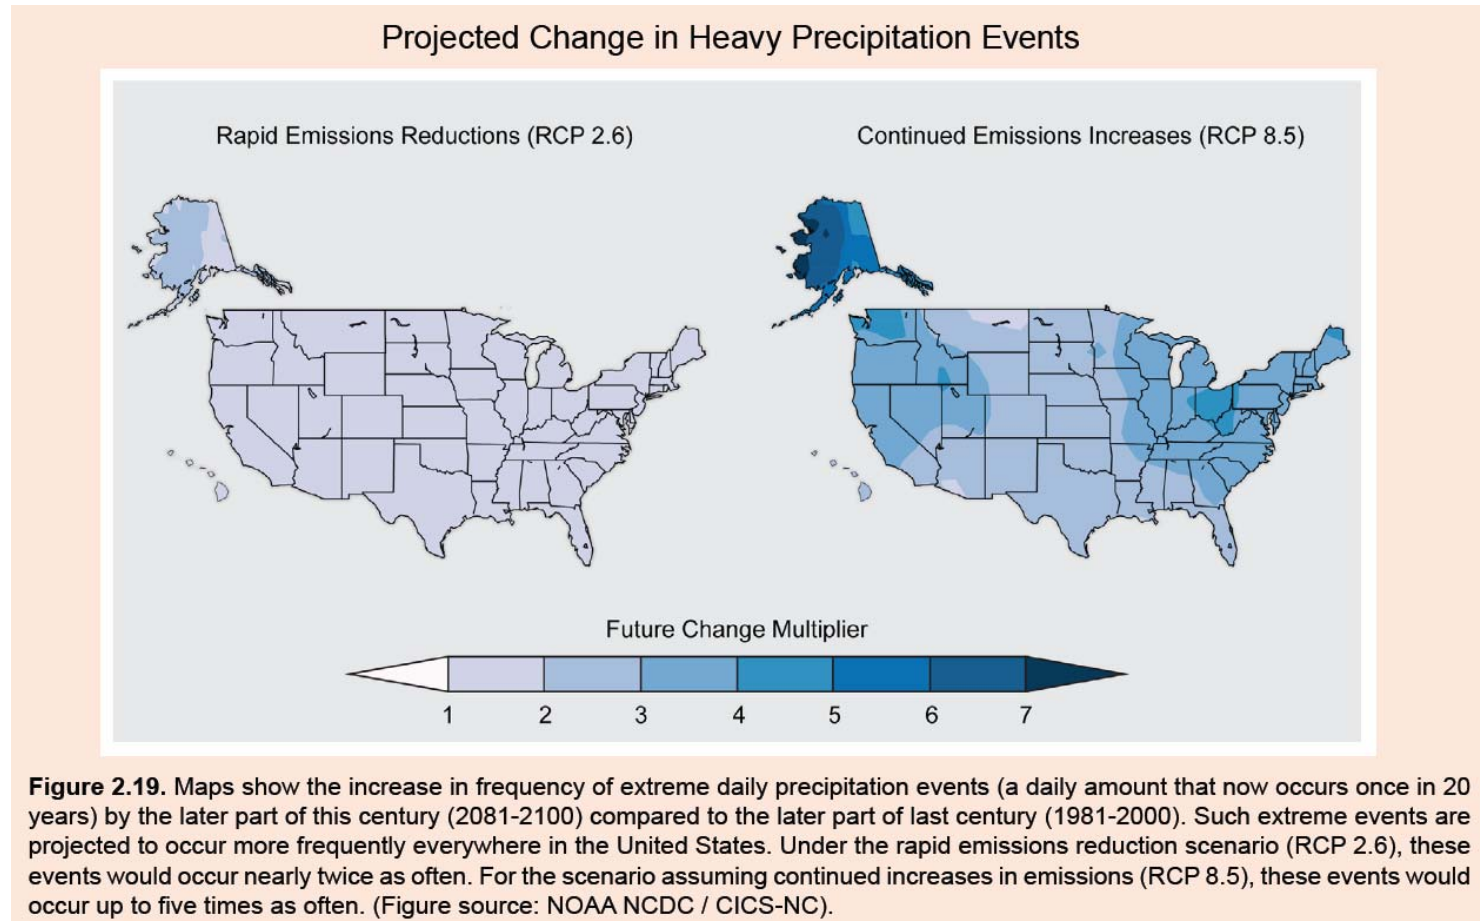 Projected Change in Heavy Precipitation Events
Rapid Emissions Reductions (RCP 2.6)
Continued Emissions Increases (RCP 8.5)
Future Change Multiplier
1 2 3 4 5 6 7
Figure 2.19. Maps show the increase in frequency of extreme daily precipitation events (a daily amount that now occurs once in 20
years) by the later part of this century (2081-2100) compared to the later part of last century (1981-2000). Such extreme events are
projected to occur more frequently everywhere in the United States. Under the rapid emissions reduction scenario (RCP 2.6), these
events would occur nearly twice as often. For the scenario assuming continued increases in emissions (RCP 8.5), these events would
occur up to five times as often. (Figure source: NOAA NCDC / CICS-NC).